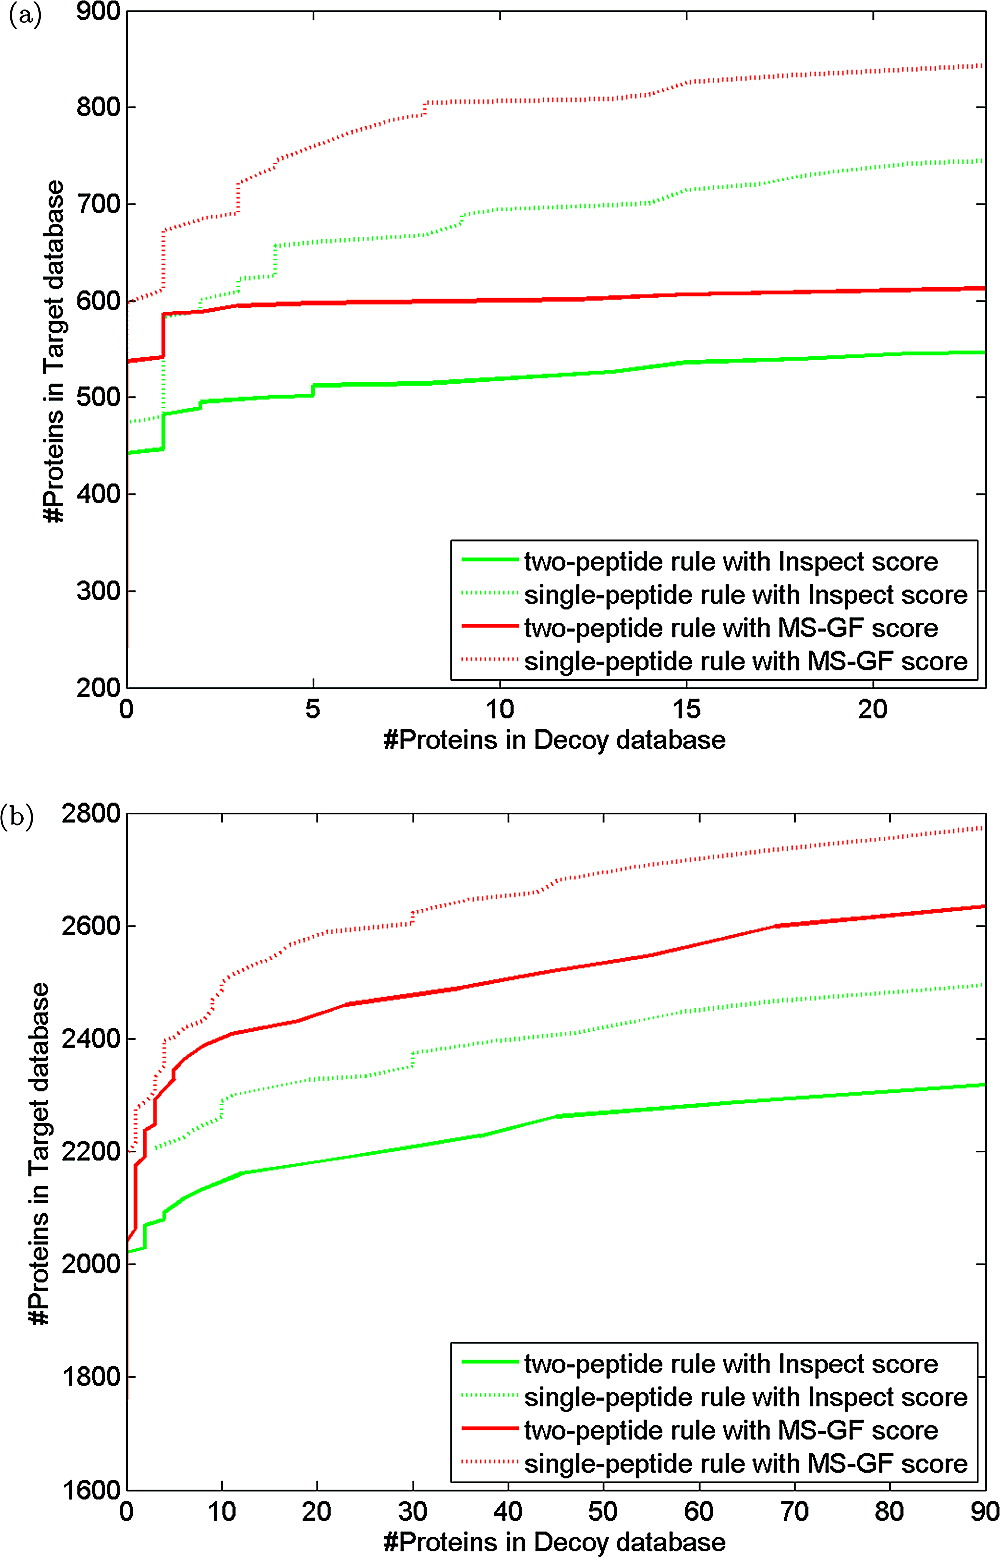 (a)
900
800
700
600
500
400
300
200
#Proteins in Target database
0 5 10 15 20
#Proteins in Decoy database
two-peptide rule with Inspect score
single-peptide rule with Inspect score
two-peptide rule with MS-GF score
single-peptide rule with MS-GF score
(b)
2800
2600
2400
2200
2000
1800
1600
#Proteins in Target database
0 10 20 30 40 50 60 70 80 90
#Proteins in Decoy database
two-peptide rule with Inspect score
single-peptide rule with Inspect score
two-peptide rule with MS-GF score
single-peptide rule with MS-GF score